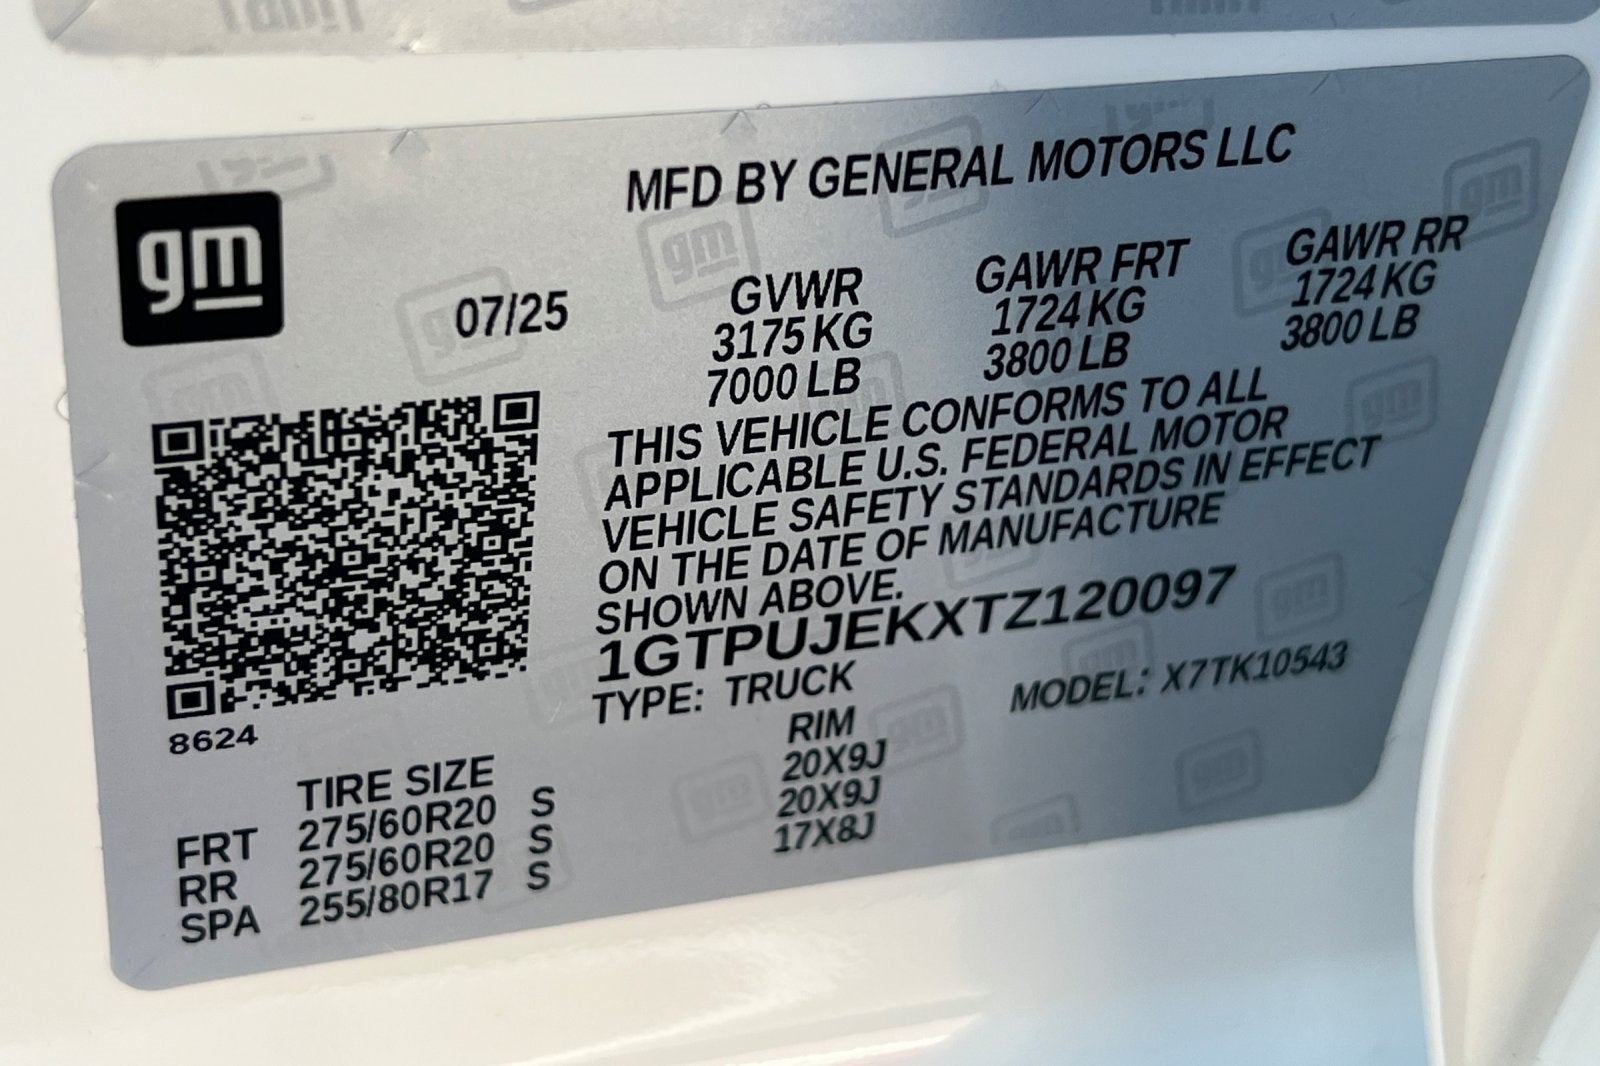 MFD BY GENERAL MOTORS LLC
gm
07/25
GVWR GAWR FRT GAWR RR
3175 KG 1724 KG 1724 KG
7000 LB 3800 LB 3800 LB
THIS VEHICLE CONFORMS TO ALL
APPLICABLE U.S. FEDERAL MOTOR
VEHICLE SAFETY STANDARDS IN EFFECT
ON THE DATE OF MANUFACTURE
SHOWN ABOVE.
1GTPUJEKXTZ120097
TYPE: TRUCK MODEL: X7TK10543
8624
TIRE SIZE RIM
FRT 275/60R20 S 20X9J
RR 275/60R20 S 20X9J
SPA 255/80R17 S 17X8J